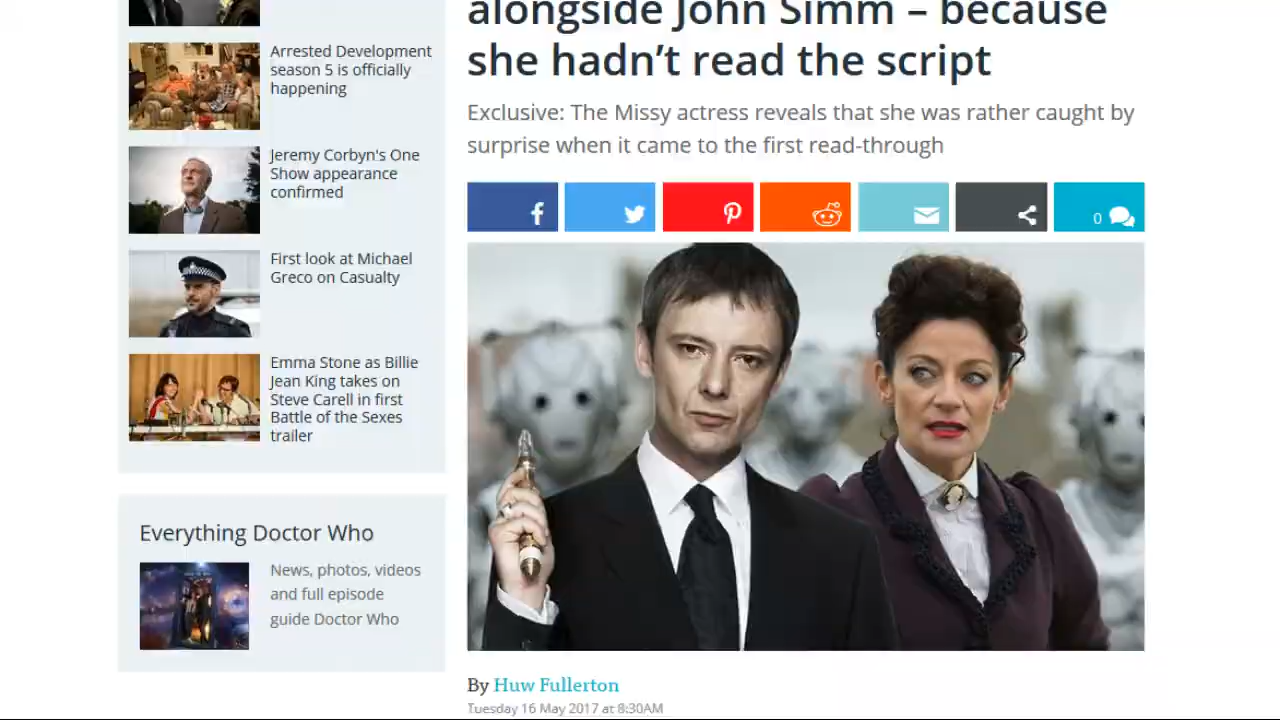 Arrested Development
season 5 is officially
happening
Jeremy Corbyn's One
Show appearance
confirmed
First look at Michael
Greco on Casualty
Emma Stone as Billie
Jean King takes on
Steve Carell in first
Battle of the Sexes
trailer
Everything Doctor Who
News, photos, videos
and full episode
guide Doctor Who
alongside John Simm – because
she hadn’t read the script
Exclusive: The Missy actress reveals that she was rather caught by
surprise when it came to the first read-through
0
By Huw Fullerton
Tuesday 16 May 2017 at 8:30AM